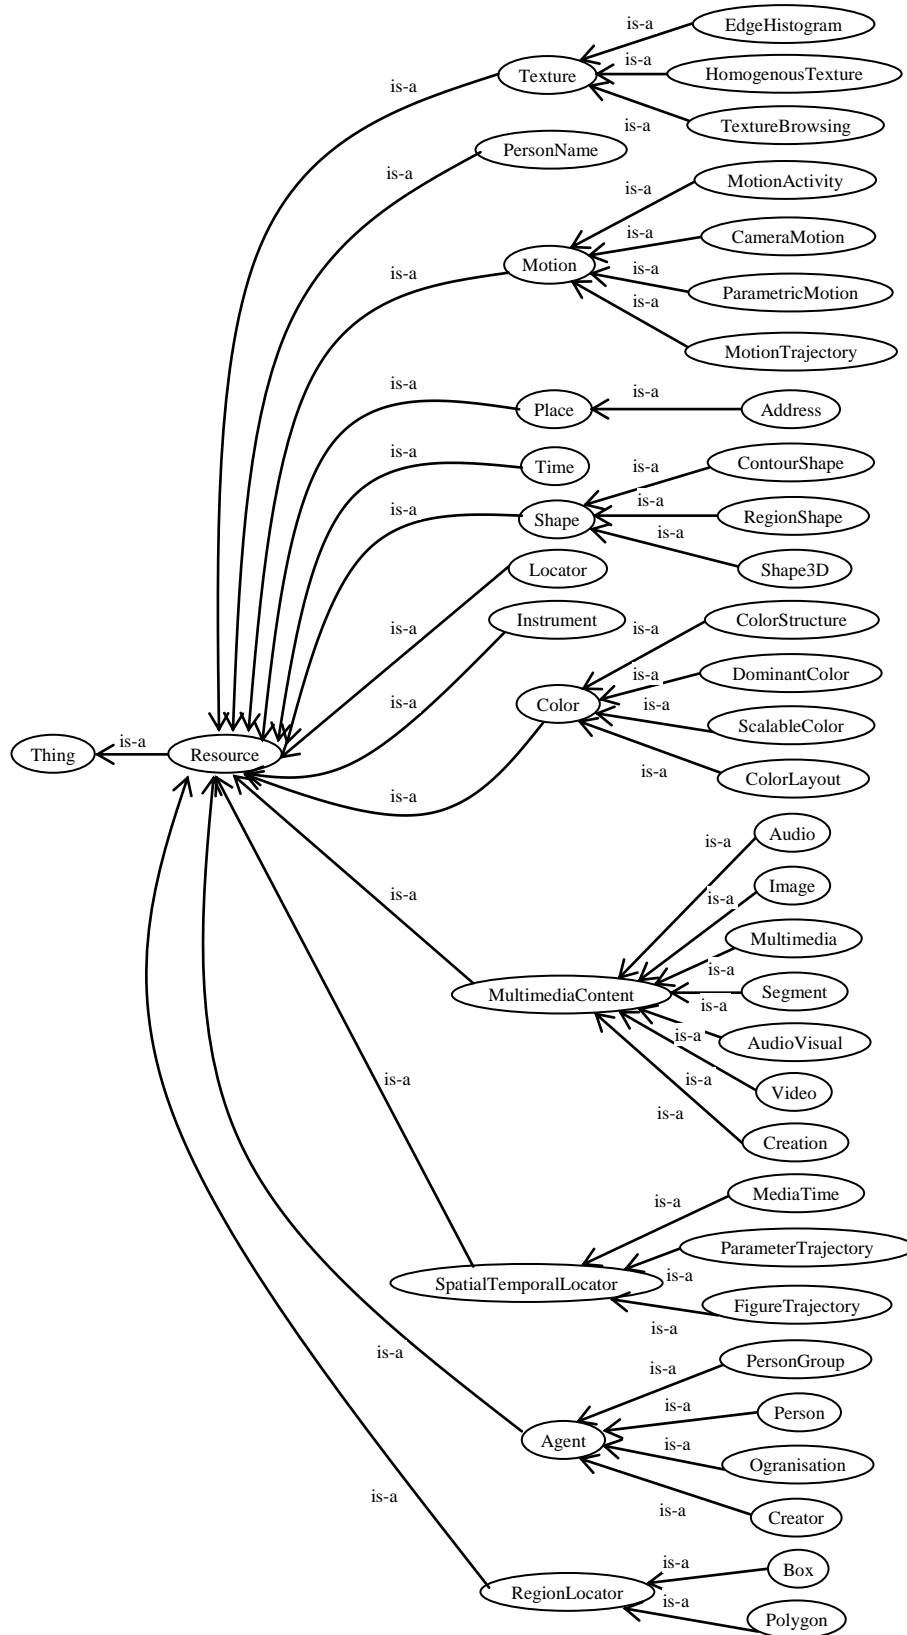 is-a
EdgeHistogram
is-a
Texture
is-a
HomogenousTexture
is-a
TextureBrowsing
is-a
PersonName
is-a
MotionActivity
is-a
CameraMotion
is-a
Motion
is-a
ParametricMotion
is-a
MotionTrajectory
is-a
Place
is-a
Address
is-a
Time
is-a
ContourShape
is-a
Shape
is-a
RegionShape
is-a
Shape3D
is-a
Locator
is-a
Instrument
is-a
ColorStructure
is-a
DominantColor
is-a
Color
is-a
ScalableColor
is-a
ColorLayout
Thing
is-a
Resource
is-a
Audio
is-a
Image
is-a
Multimedia
is-a
MultimediaContent
is-a
Segment
is-a
AudioVisual
is-a
Video
is-a
Creation
is-a
is-a
MediaTime
is-a
ParameterTrajectory
SpatialTemporalLocator
is-a
FigureTrajectory
is-a
is-a
PersonGroup
is-a
Person
Agent
is-a
Ogranisation
is-a
Creator
is-a
is-a
Box
RegionLocator
is-a
Polygon